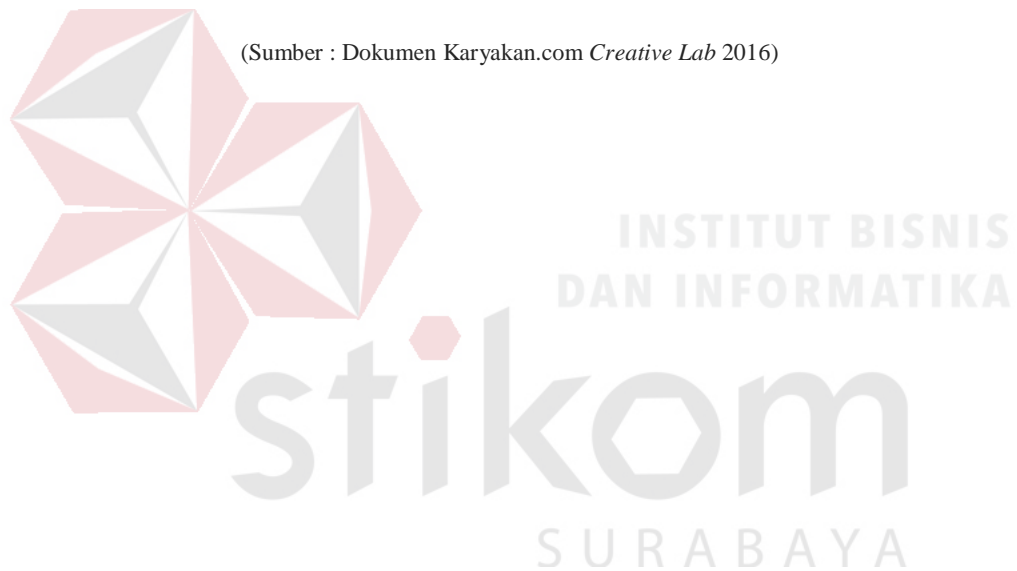 (Sumber : Dokumen Karyakan.com Creative Lab 2016)
INSTITUT BISNIS
DAN INFORMATIKA
stikom
SURABAYA